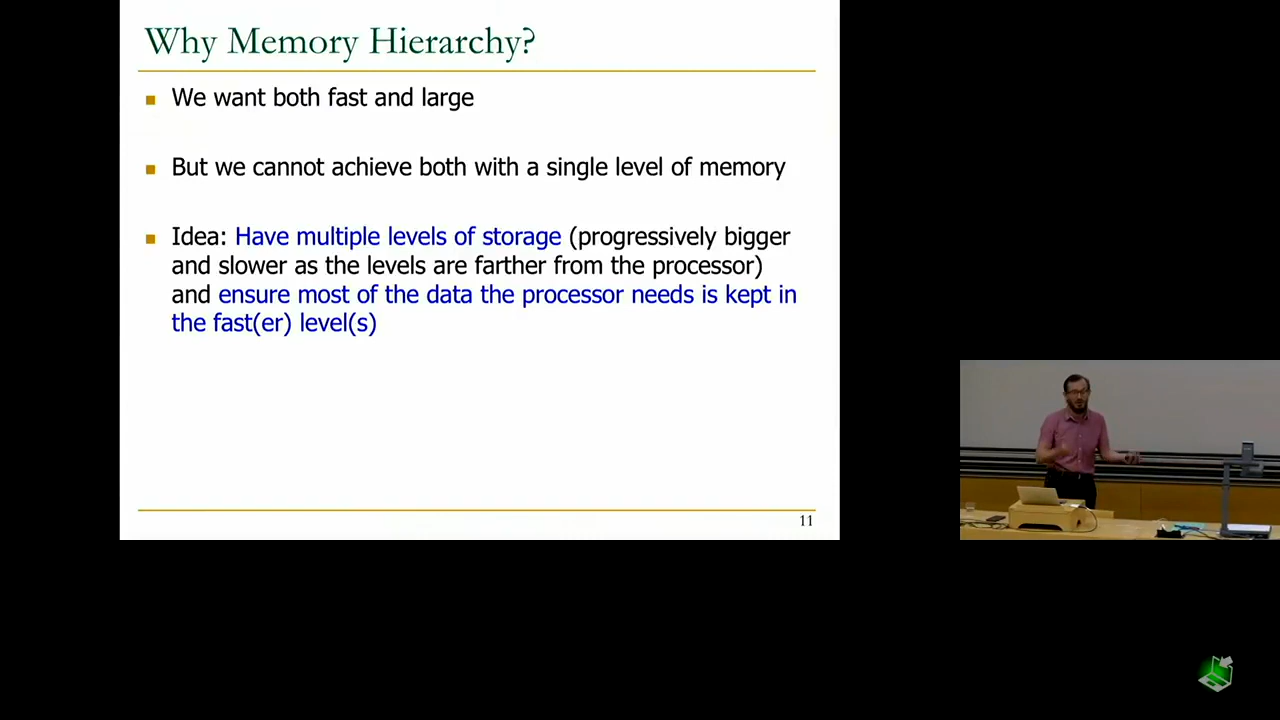 Why Memory Hierarchy?
We want both fast and large
But we cannot achieve both with a single level of memory
Idea: Have multiple levels of storage (progressively bigger
and slower as the levels are farther from the processor)
and ensure most of the data the processor needs is kept in
the fast(er) level(s)
11